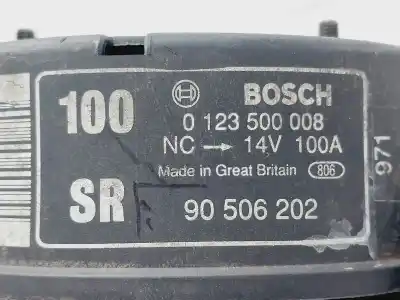 100
BOSCH
0 123 500 008
NC → 14V 100A
Made in Great Britain 806
SR
90 506 202
971